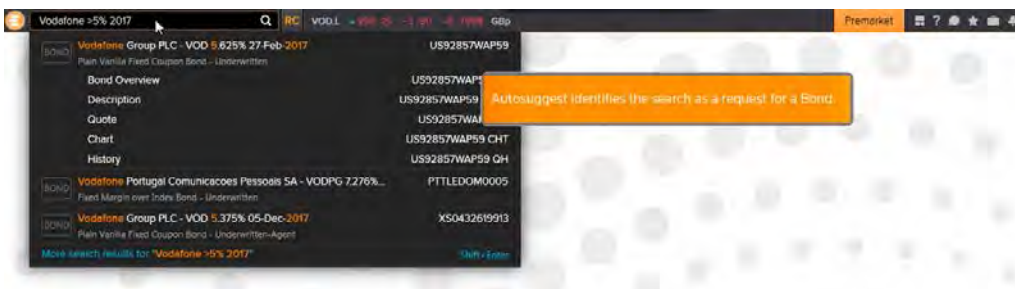 Vodafone >5% 2017 RC VOD.L GBp Premarket ?
BOND Vodafone Group PLC - VOD 5.625% 27-Feb-2017 US92857WAP59
Plain Vanilla Fixed Coupon Bond - Underwritten
Bond Overview US92857WAP5
Description US92857WAP59
Quote US92857WA
Chart US92857WAP59 CHT
History US92857WAP59 QH
Autosuggest identifies the search as a request for a Bond.
BOND Vodafone Portugal Comunicacoes Pessoais SA - VODPG 7.276%... PTTLEDOM0005
Fixed Margin over Index Bond - Underwritten
BOND Vodafone Group PLC - VOD 5.375% 05-Dec-2017 XS0432619913
Plain Vanilla Fixed Coupon Bond - Underwritten-Agent
More search results for "Vodafone >5% 2017" Shift+Enter